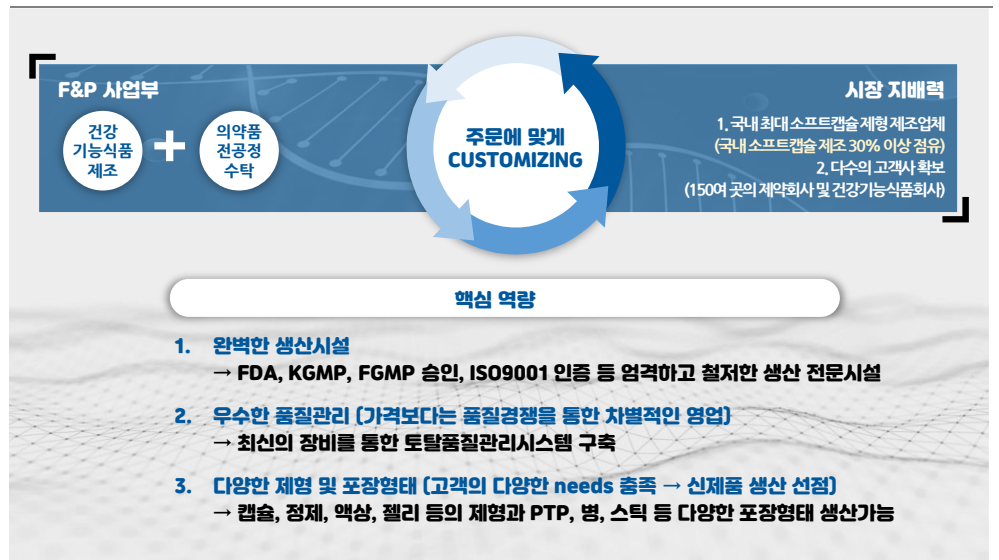 F&P 사업부
건강
기능식품
제조
+
의약품
전공정
수탁
주문에 맞게
CUSTOMIZING
시장 지배력
1. 국내 최대 소프트캡슐 제형 제조업체
(국내 소프트캡슐 제조 30% 이상 점유)
2. 다수의 고객사 확보
(150여 곳의 제약회사 및 건강기능식품회사)
핵심 역량
1. 완벽한 생산시설
→ FDA, KGMP, FGMP 승인, ISO9001 인증 등 엄격하고 철저한 생산 전문시설
2. 우수한 품질관리 (가격보다는 품질경쟁을 통한 차별적인 영업)
→ 최신의 장비를 통한 토탈품질관리시스템 구축
3. 다양한 제형 및 포장형태 (고객의 다양한 needs 충족 → 신제품 생산 선점)
→ 캡슐, 정제, 액상, 젤리 등의 제형과 PTP, 병, 스틱 등 다양한 포장형태 생산가능